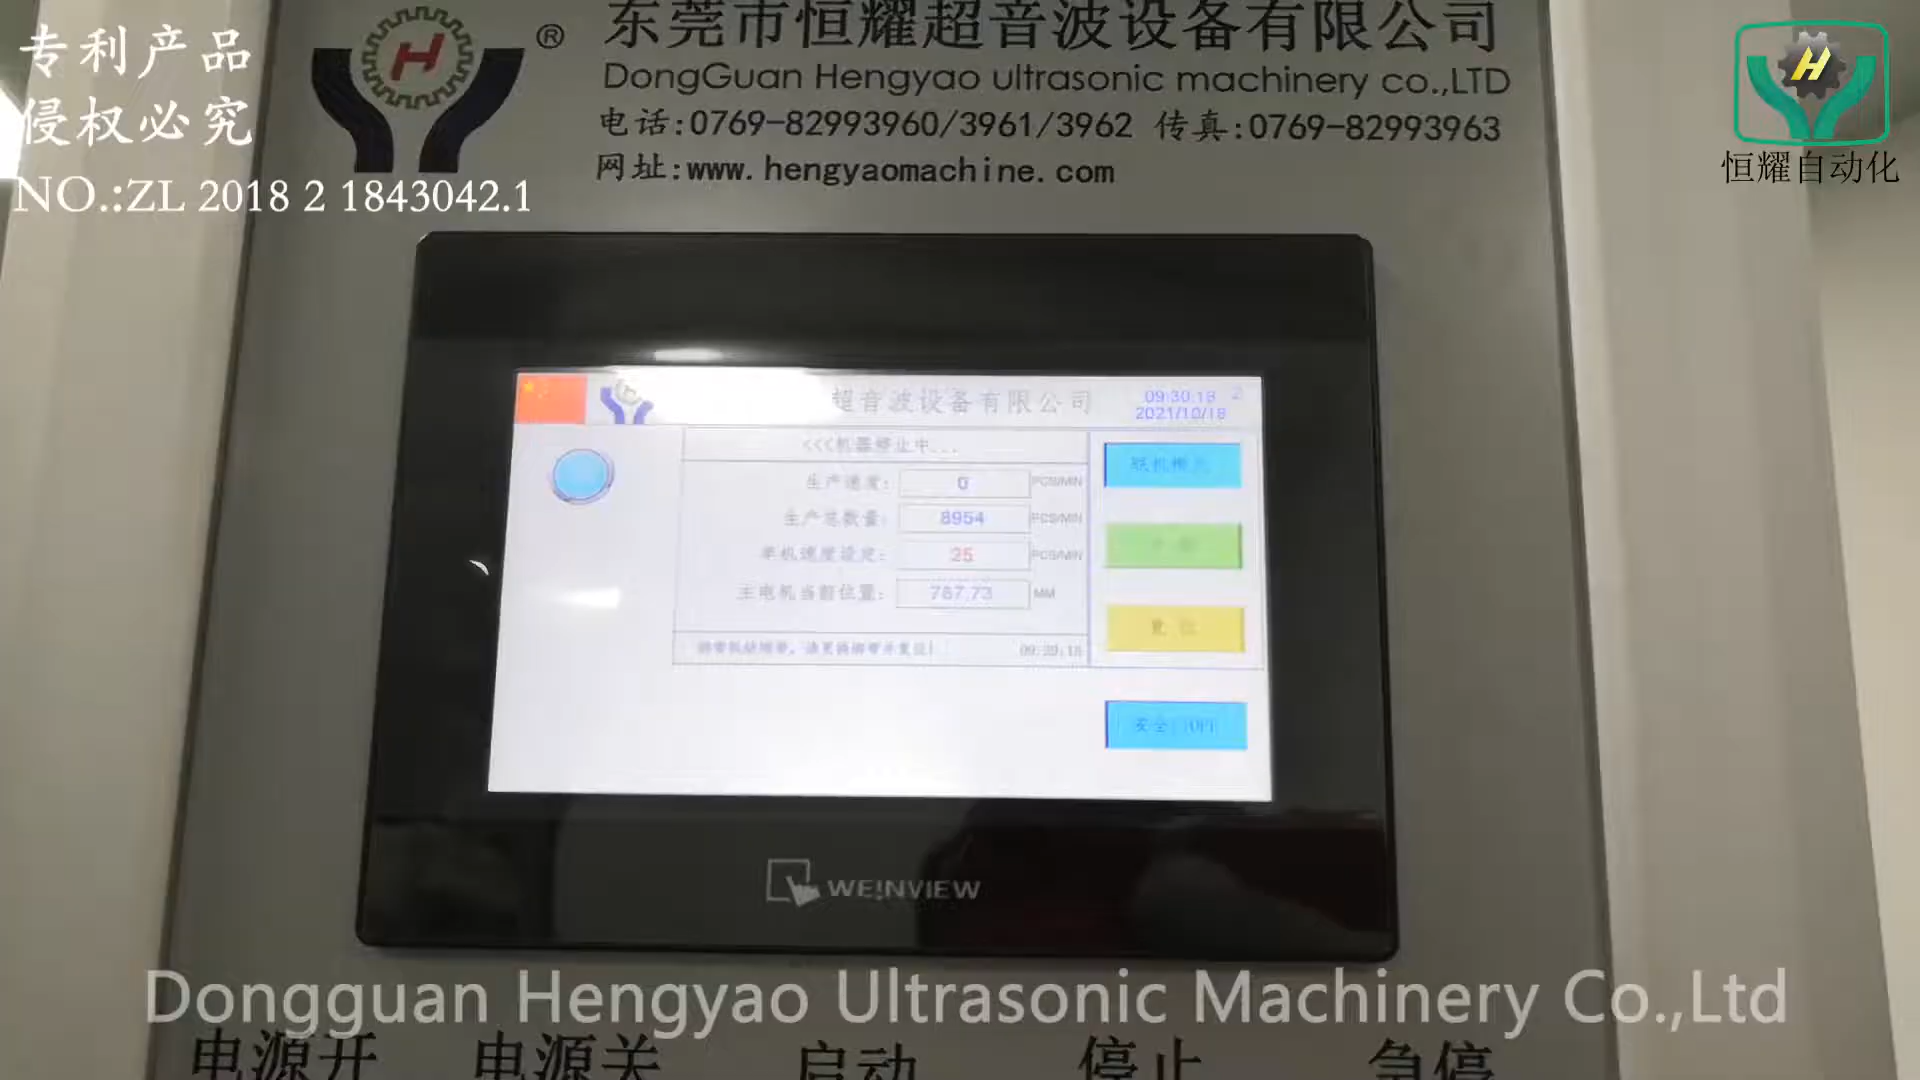 专利产品
侵权必究
NO.:ZL 2018 2 1843042.1
H
®
东莞市恒耀超音波设备有限公司
DongGuan Hengyao ultrasonic machinery co.,LTD
电话:0769-82993960/3961/3962 传真:0769-82993963
网址:www.hengyaomachine.com
H
恒耀自动化
超音波设备有限公司
09:30:18 2
2021/10/18
<<<机器停止中...
生产速度: 0 PCS/MIN
生产总数量: 8954 PCS/MIN
单机速度设定: 25 PCS/MIN
主电机当前位置: 787.73 MM
联机模式
复位
安全门OFF
WEINVIEW
Dongguan Hengyao Ultrasonic Machinery Co.,Ltd
电源开 电源关 启动 停止 急停